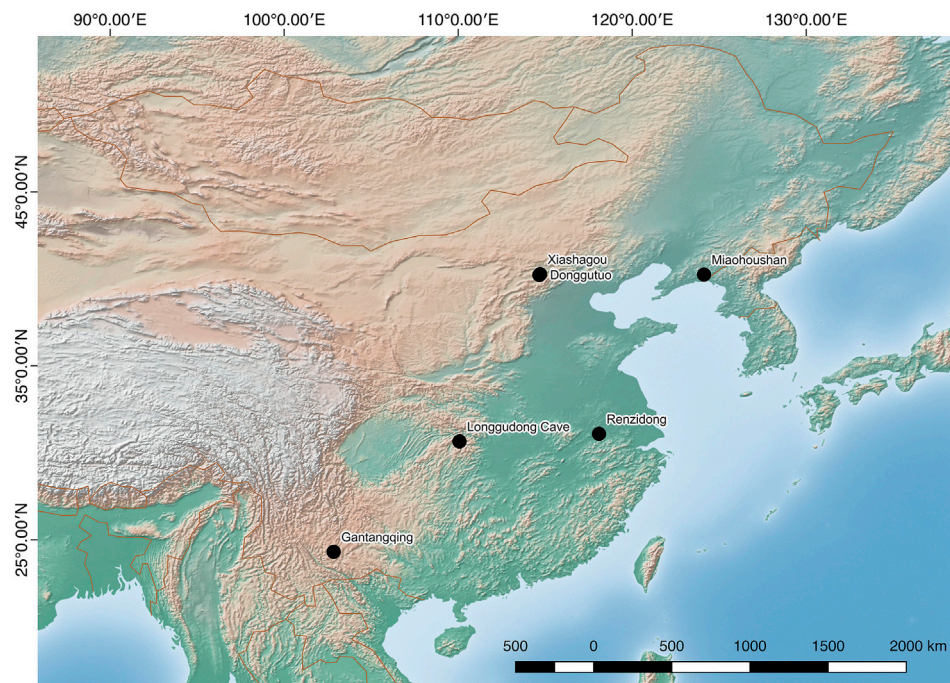 90°0.00'E 100°0.00'E 110°0.00'E 120°0.00'E 130°0.00'E
45°0.00'N
Xiashagou
Donggutuo
Miaohoushan
35°0.00'N
Longgudong Cave
Renzidong
25°0.00'N
Gantangqing
500 0 500 1000 1500 2000 km